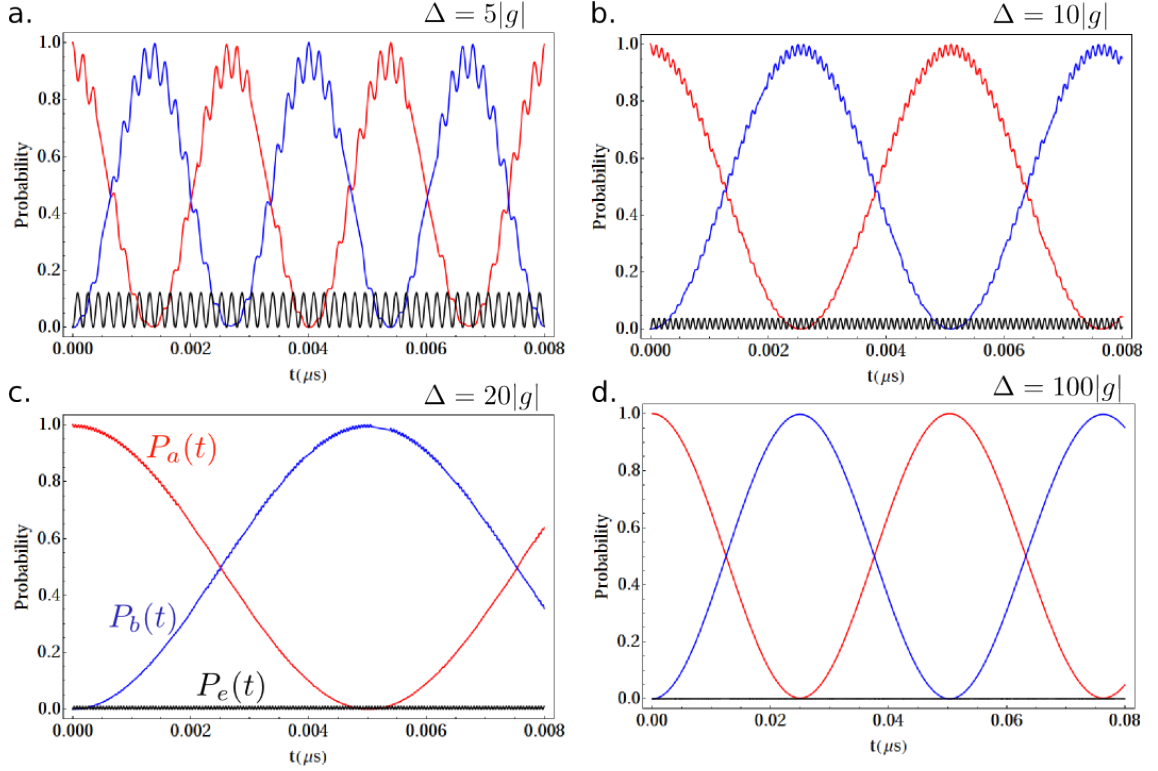 a.
Δ = 5|g|
Probability
1.0
0.8
0.6
0.4
0.2
0.0
0.000
0.002
0.004
0.006
0.008
t(μs)
b.
Δ = 10|g|
Probability
1.0
0.8
0.6
0.4
0.2
0.0
0.000
0.002
0.004
0.006
0.008
t(μs)
c.
Δ = 20|g|
Probability
1.0
0.8
0.6
0.4
0.2
0.0
P_a(t)
P_b(t)
P_e(t)
0.000
0.002
0.004
0.006
0.008
t(μs)
d.
Δ = 100|g|
Probability
1.0
0.8
0.6
0.4
0.2
0.0
0.00
0.02
0.04
0.06
0.08
t(μs)